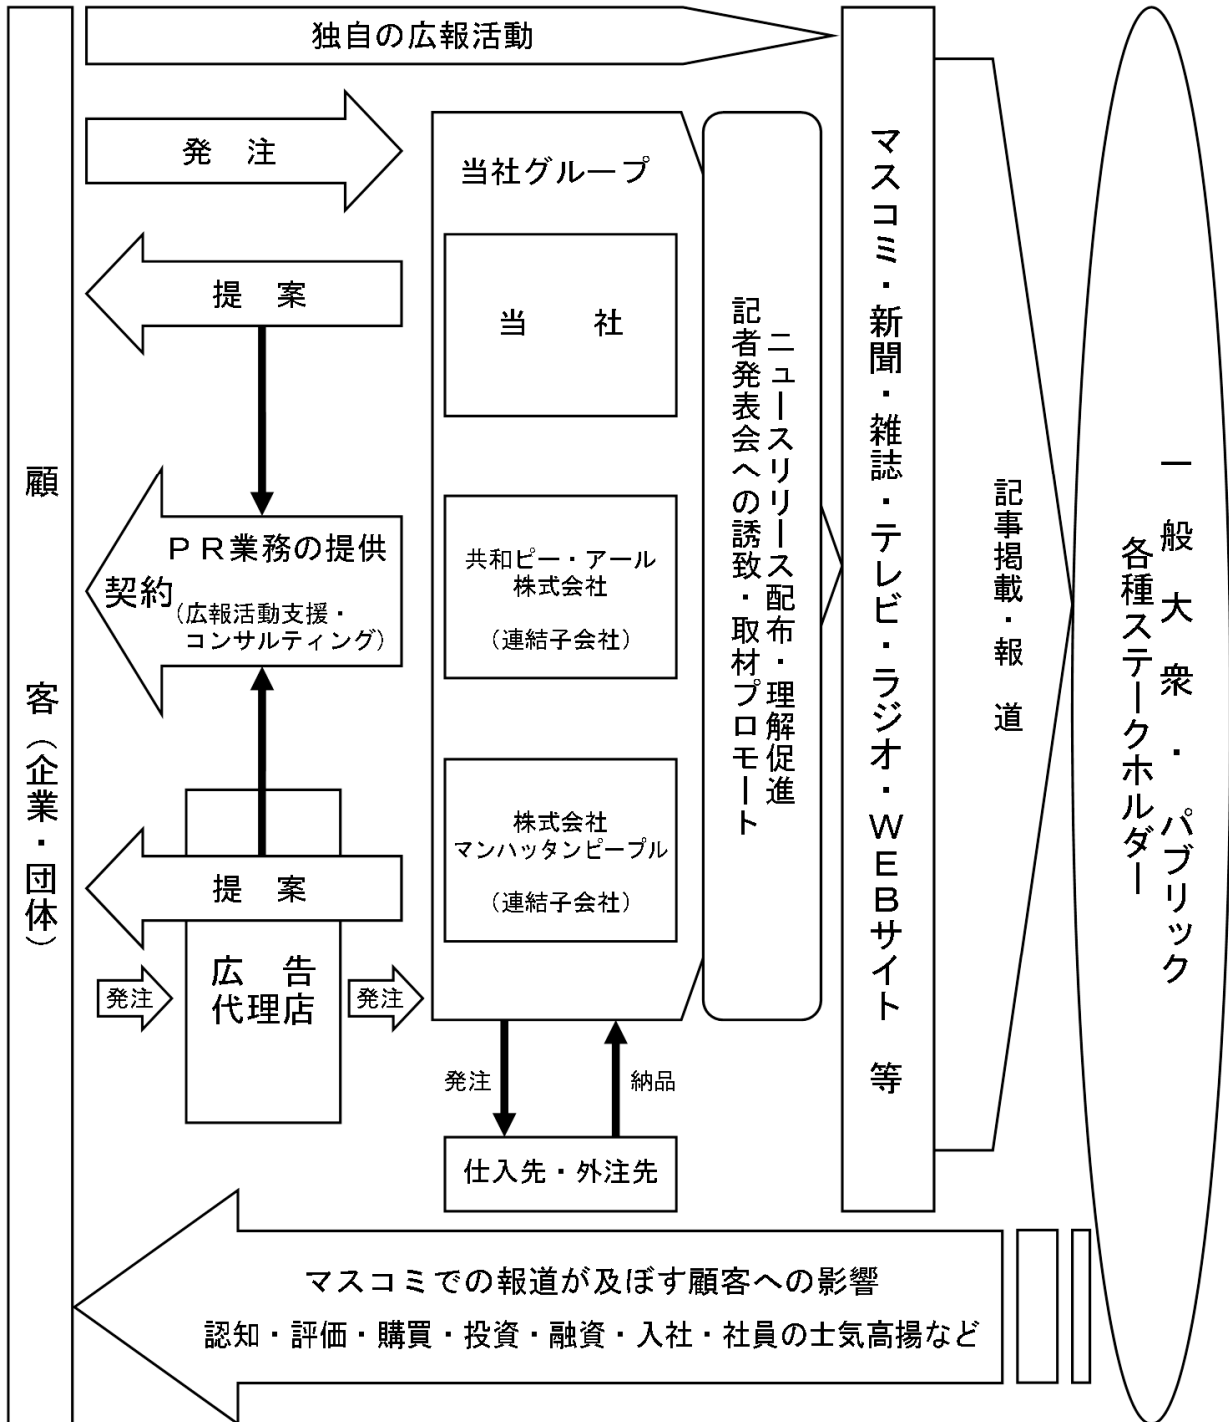 独自の広報活動
発　注
提　案
ＰＲ業務の提供
契約
（広報活動支援・
コンサルティング）
提　案
広　告
代理店
発注
発注
顧　客（企業・団体）
当社グループ
当　社
共和ピー・アール
株式会社
（連結子会社）
株式会社
マンハッタンピープル
（連結子会社）
発注
納品
仕入先・外注先
ニュースリリース配布・理解促進
記者発表会への誘致・取材プロモート
マスコミ・新聞・雑誌・テレビ・ラジオ・ＷＥＢサイト　等
記事掲載・報　道
一般大衆・パブリック
各種ステークホルダー
マスコミでの報道が及ぼす顧客への影響
認知・評価・購買・投資・融資・入社・社員の士気高揚など